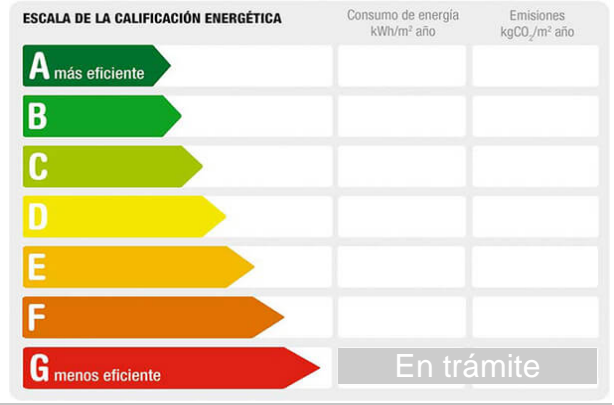 ESCALA DE LA CALIFICACIÓN ENERGÉTICA
Consumo de energía
kWh/m² año
Emisiones
kgCO₂/m² año
A más eficiente
B
C
D
E
F
G menos eficiente
En trámite